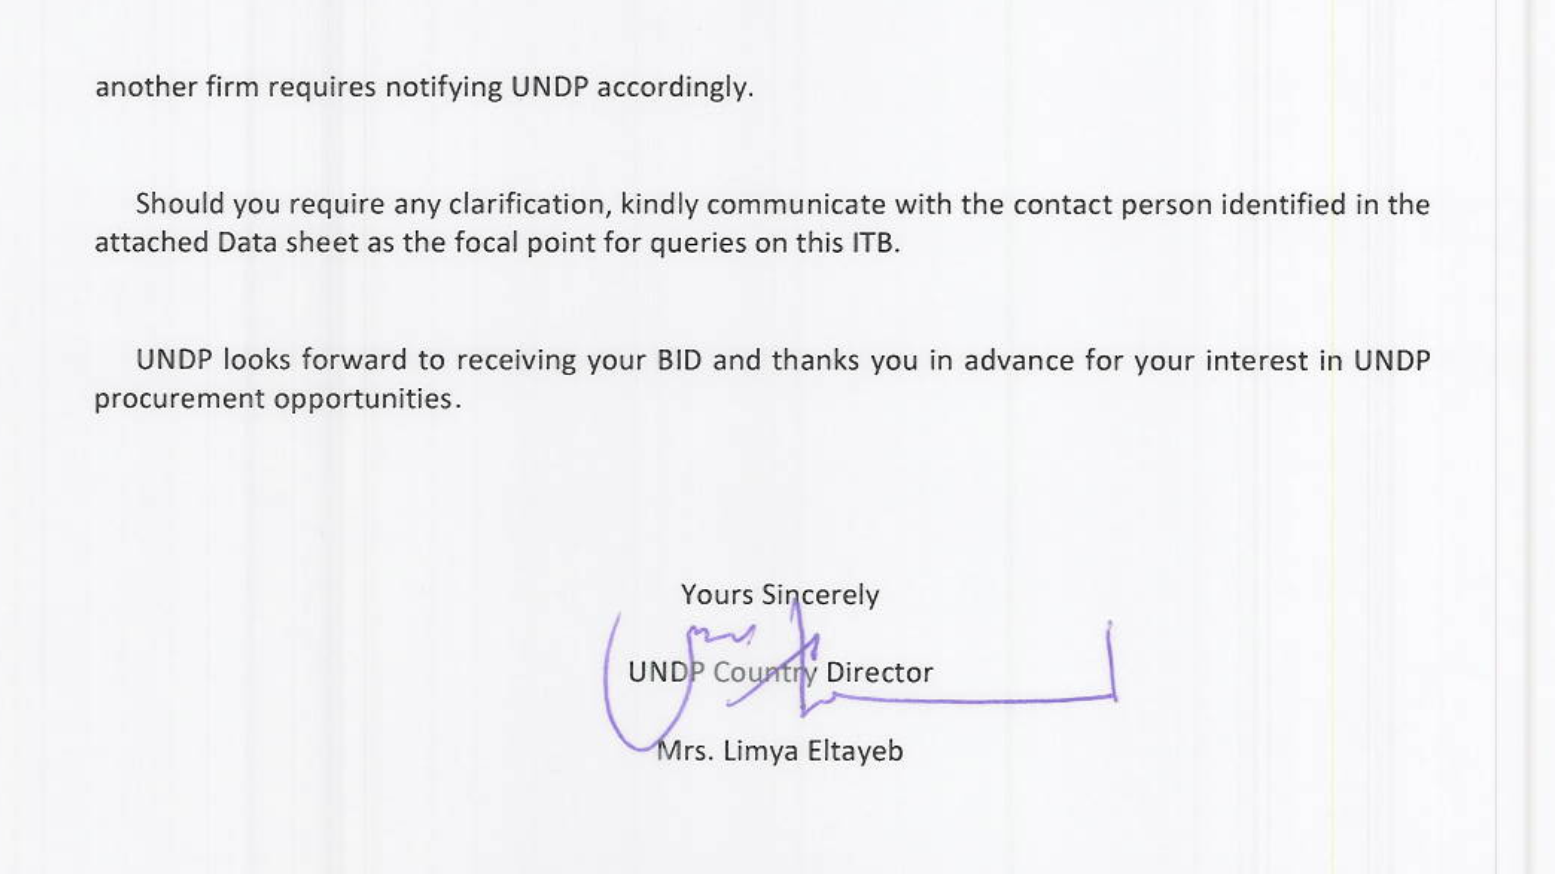 another firm requires notifying UNDP accordingly.
Should you require any clarification, kindly communicate with the contact person identified in the
attached Data sheet as the focal point for queries on this ITB.
UNDP looks forward to receiving your BID and thanks you in advance for your interest in UNDP
procurement opportunities.
Yours Sincerely
UNDP Country Director
Mrs. Limya Eltayeb